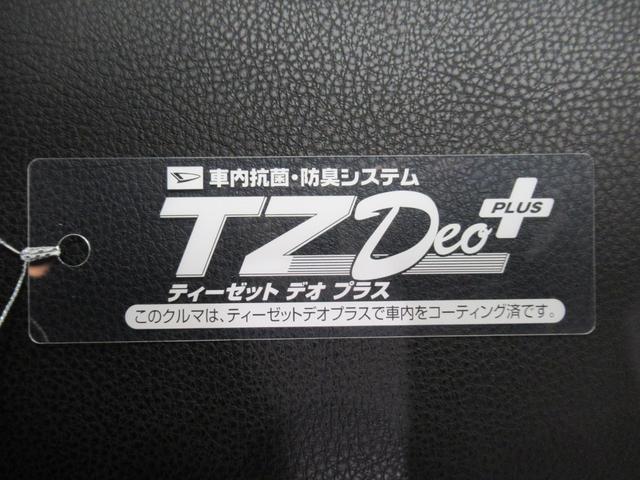 車内抗菌・防臭システム
TZ Deo PLUS
ティーゼット デオ プラス
このクルマは、ティーゼットデオプラスで車内をコーティング済です。